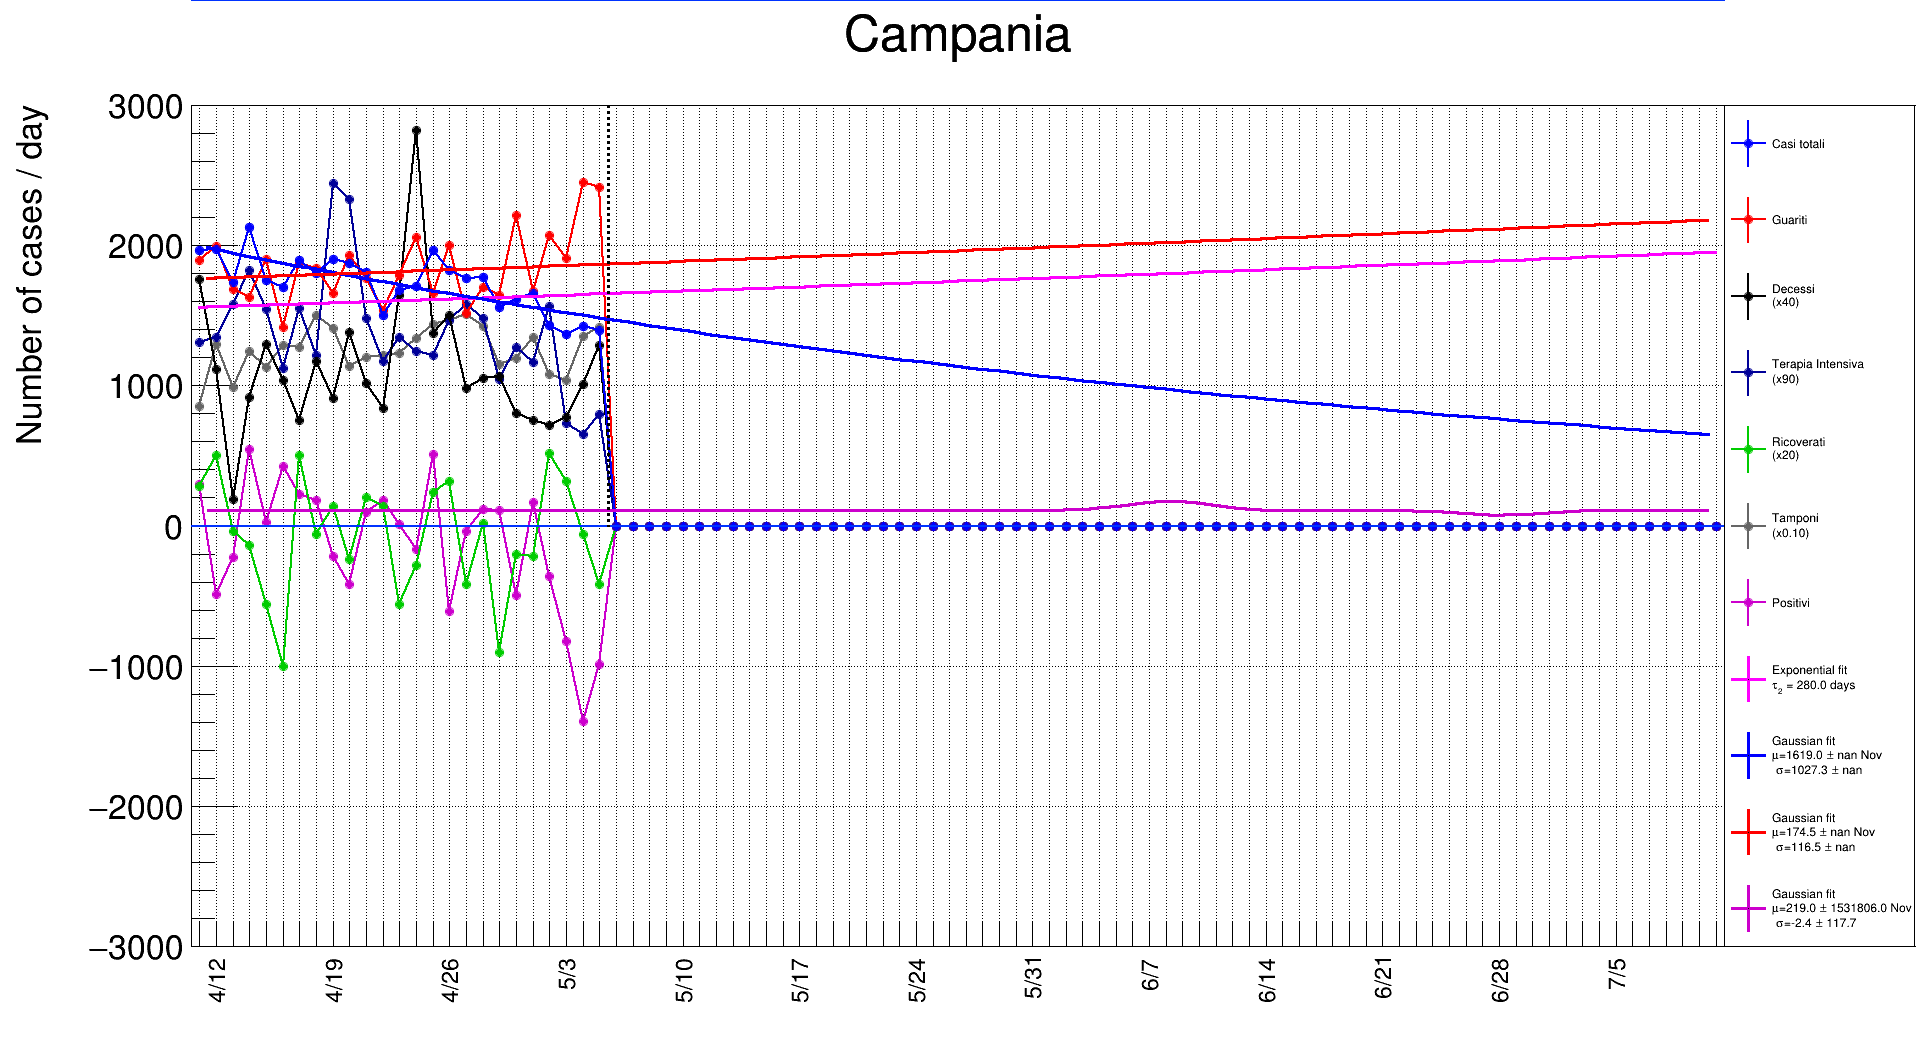 Campania
Number of cases / day
3000
2000
1000
0
−1000
−2000
−3000
4/12
4/19
4/26
5/3
5/10
5/17
5/24
5/31
6/7
6/14
6/21
6/28
7/5
Casi totali
Guariti
Decessi
(x40)
Terapia Intensiva
(x90)
Ricoverati
(x20)
Tamponi
(x0.10)
Positivi
Exponential fit
τ2 = 280.0 days
Gaussian fit
μ=1619.0 ± nan Nov
σ=1027.3 ± nan
Gaussian fit
μ=174.5 ± nan Nov
σ=116.5 ± nan
Gaussian fit
μ=219.0 ± 1531806.0 Nov
σ=-2.4 ± 117.7